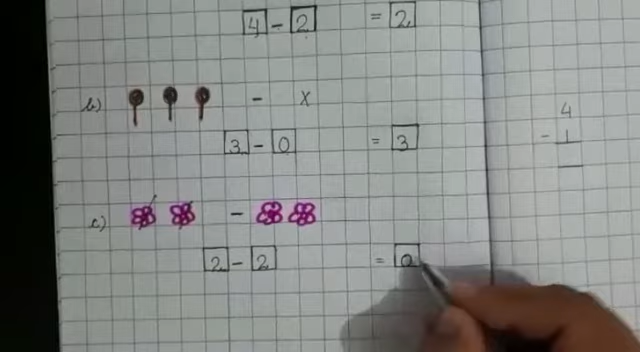 4 - 2 = 2
b) - x
3 - 0 = 3
c) -
2 - 2 = 0
4
- 1